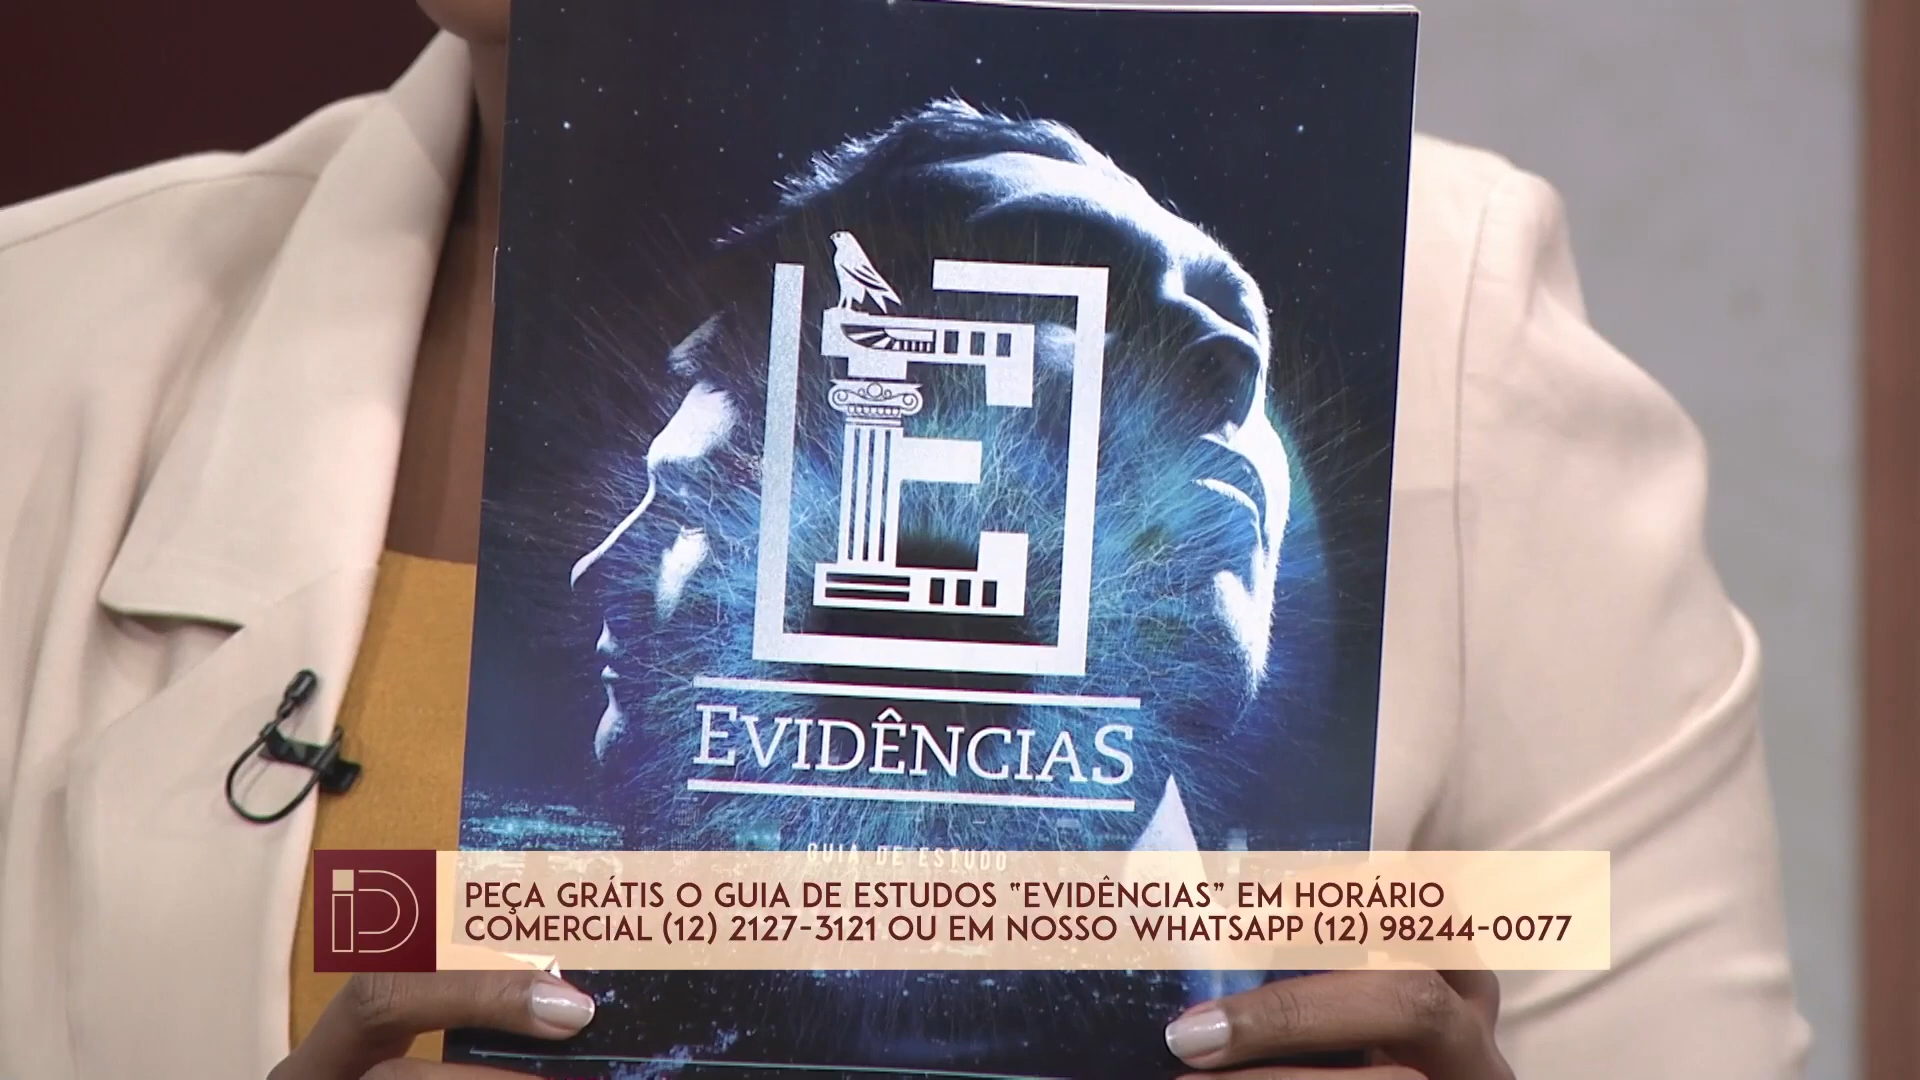 E
EVIDÊNCIAS
GUIA DE ESTUDO
iD
PEÇA GRÁTIS O GUIA DE ESTUDOS “EVIDÊNCIAS” EM HORÁRIO
COMERCIAL (12) 2127-3121 OU EM NOSSO WHATSAPP (12) 98244-0077